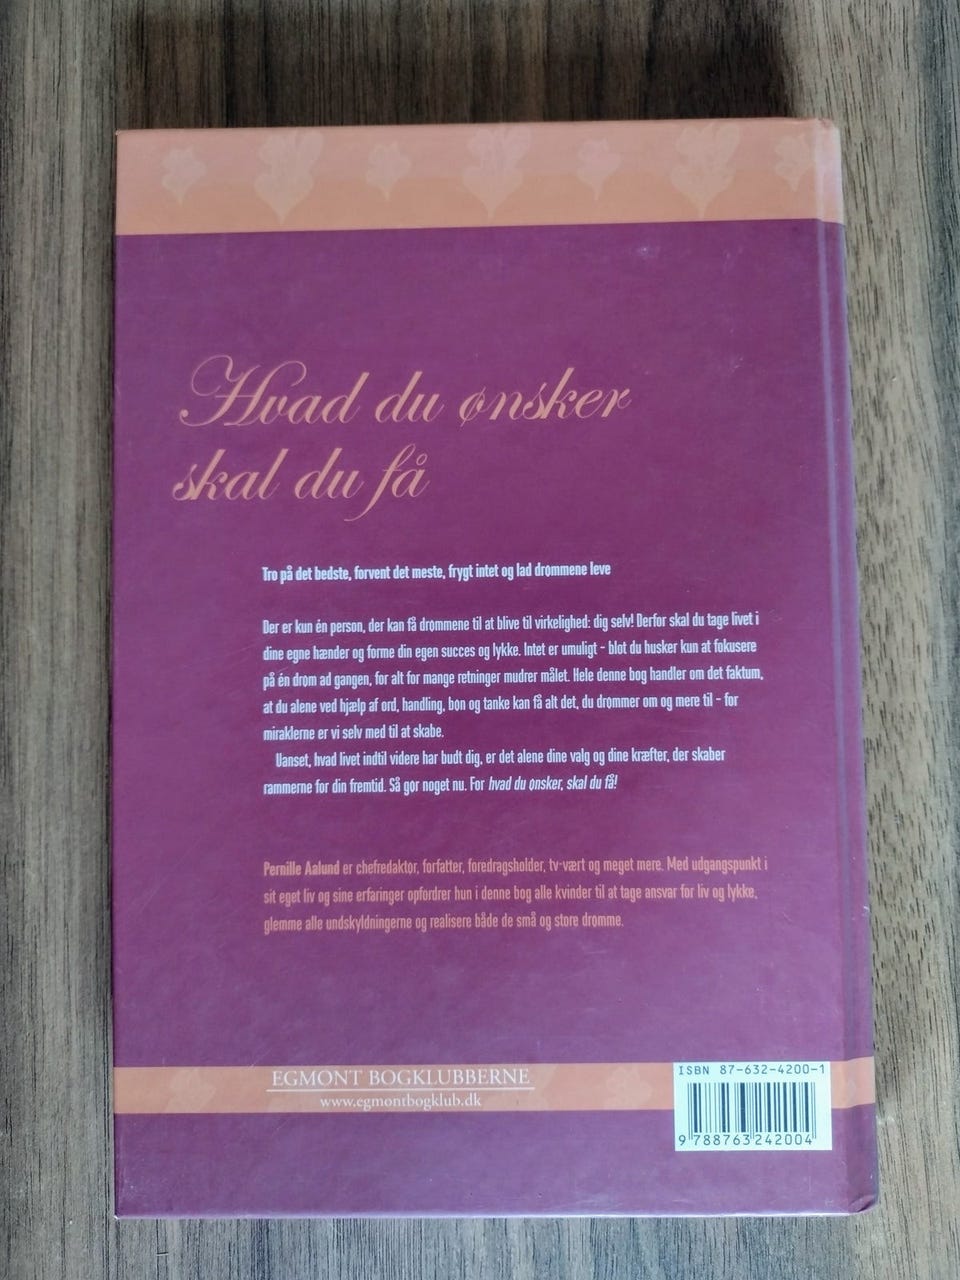 Hvad du ønsker
skal du få
Tro på det bedste, forvent det meste, frygt intet og lad drømmene leve
Der er kun én person, der kan få drømmene til at blive til virkelighed: dig selv! Derfor skal du tage livet i
dine egne hænder og forme din egen succes og lykke. Intet er umuligt – blot du husker kun at fokusere
på én drøm ad gangen, for alt for mange retninger mudrer målet. Hele denne bog handler om det faktum,
at du alene ved hjælp af ord, handling, bøn og tanke kan få alt det, du drømmer om og mere til – for
miraklerne er vi selv med til at skabe.
Uanset, hvad livet indtil videre har budt dig, er det alene dine valg og dine kræfter, der skaber
rammerne for din fremtid. Så gør noget nu. For hvad du ønsker, skal du få!
Pernille Aalund er chefredaktør, forfatter, foredragsholder, tv-vært og meget mere. Med udgangspunkt i
sit eget liv og sine erfaringer opfordrer hun i denne bog alle kvinder til at tage ansvar for liv og lykke,
glemme alle undskyldningerne og realisere både de små og store drømme.
EGMONT BOGKLUBBERNE
www.egmontbogklub.dk
ISBN 87-632-4200-1
9 788763 242004